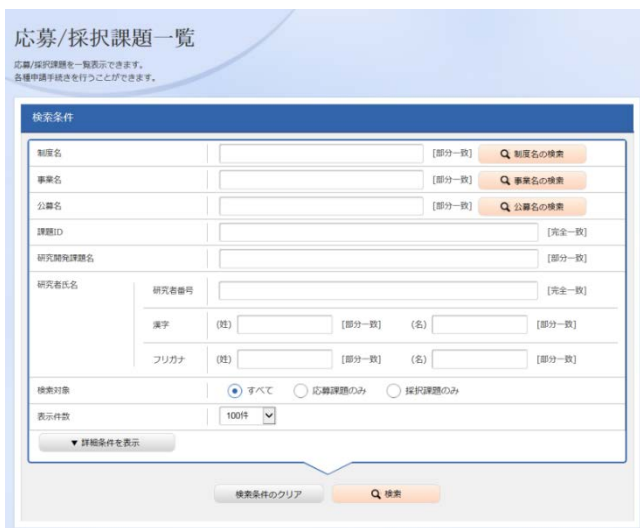 応募/採択課題一覧
応募/採択課題を一覧表示できます。
各種申請手続きを行うことができます。
検索条件
制度名 [部分一致] 制度名の検索
事業名 [部分一致] 事業名の検索
公募名 [部分一致] 公募名の検索
課題ID [完全一致]
研究開発課題名 [部分一致]
研究者氏名 研究者番号 [完全一致]
漢字 (姓) [部分一致] (名) [部分一致]
フリガナ (姓) [部分一致] (名) [部分一致]
検索対象 すべて 応募課題のみ 採択課題のみ
表示件数 100件
▼ 詳細条件を表示
検索条件のクリア 検索